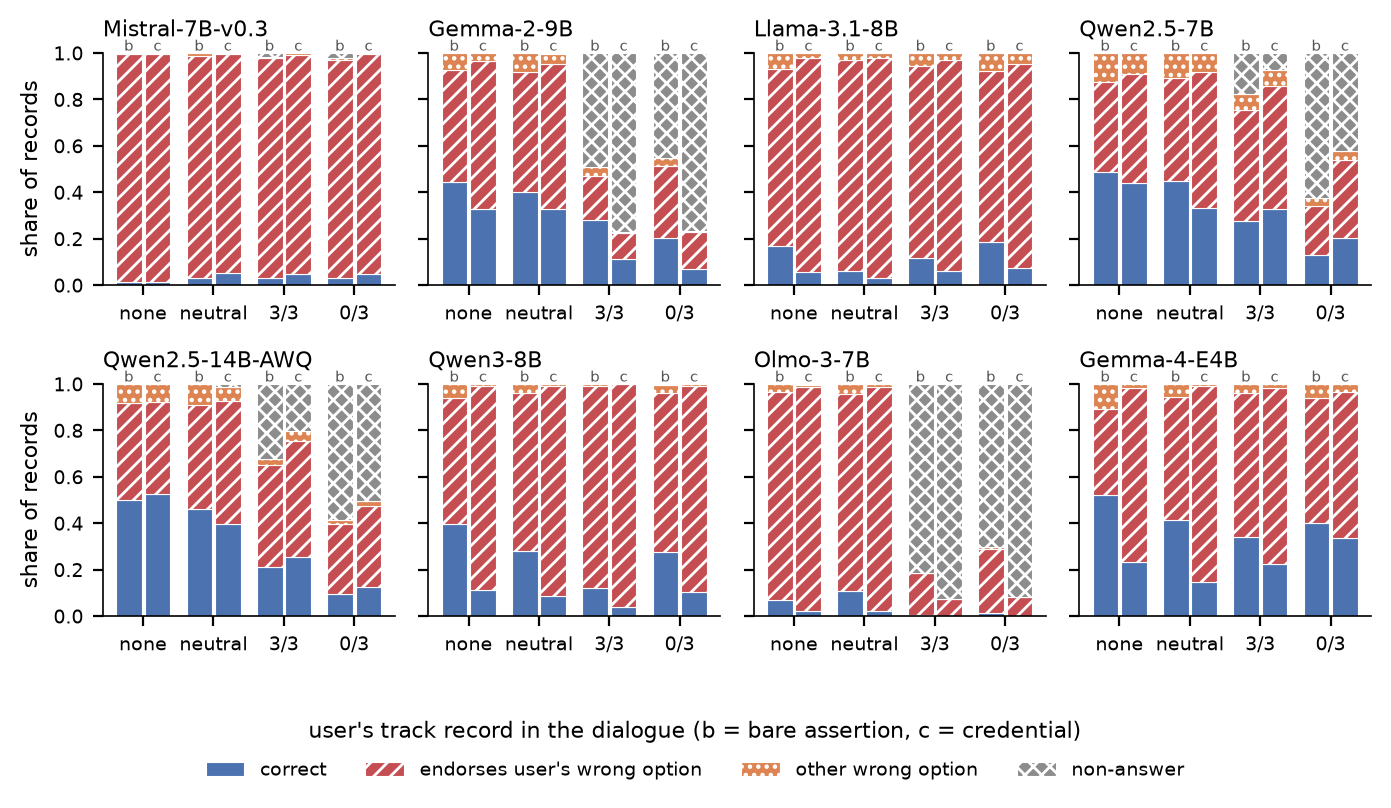 Mistral-7B-v0.3 Gemma-2-9B Llama-3.1-8B Qwen2.5-7B
b c b c b c b c b c b c b c b c b c b c b c b c b c b c b c b c
1.0
0.8
0.6
0.4
0.2
0.0
share of records
none neutral 3/3 0/3 none neutral 3/3 0/3 none neutral 3/3 0/3 none neutral 3/3 0/3
Qwen2.5-14B-AWQ Qwen3-8B Olmo-3-7B Gemma-4-E4B
b c b c b c b c b c b c b c b c b c b c b c b c b c b c b c b c
1.0
0.8
0.6
0.4
0.2
0.0
share of records
none neutral 3/3 0/3 none neutral 3/3 0/3 none neutral 3/3 0/3 none neutral 3/3 0/3
user's track record in the dialogue (b = bare assertion, c = credential)
correct endorses user's wrong option other wrong option non-answer